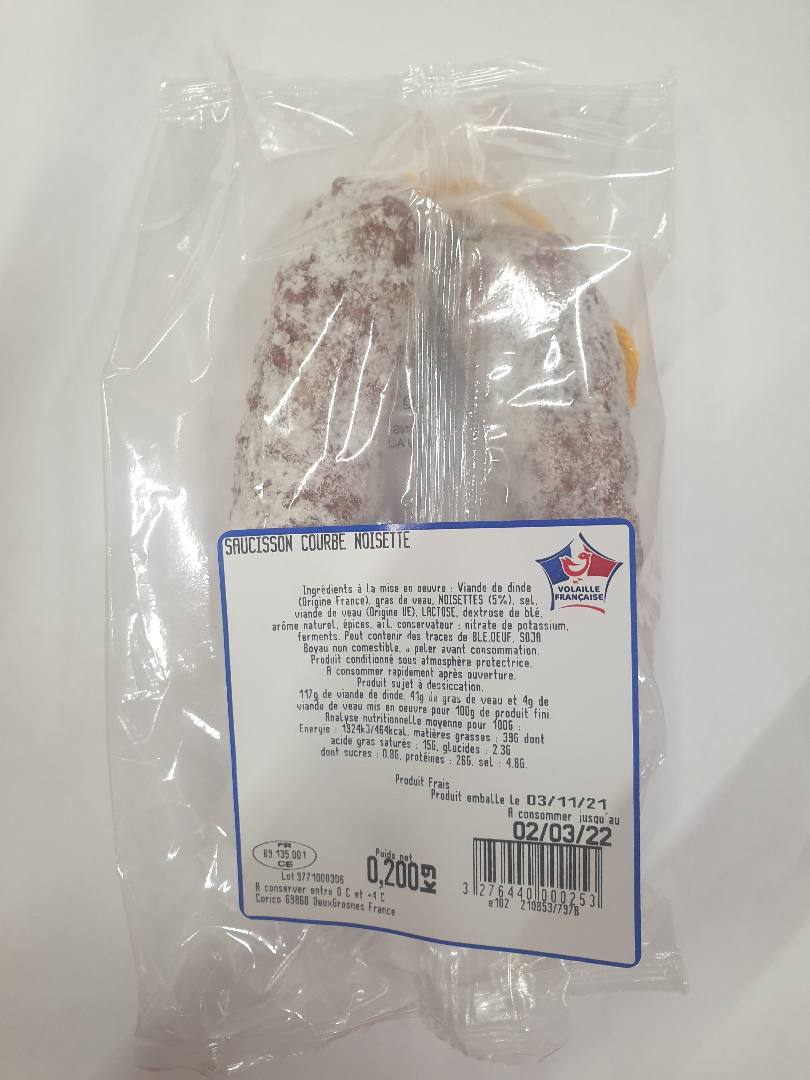 SAUCISSON COURBE NOISETTE
VOLAILLE
FRANÇAISE
Ingrédients à la mise en oeuvre : Viande de dinde
(Origine France), gras de veau, NOISETTES (5%), sel,
viande de veau (Origine UE), LACTOSE, dextrose de blé,
arôme naturel, épices, ail, conservateur : nitrate de potassium,
ferments. Peut contenir des traces de BLE,OEUF, SOJA
Boyau non comestible, a peler avant consommation.
Produit conditionné sous atmosphère protectrice.
A consommer rapidement après ouverture.
Produit sujet à dessiccation.
117g de viande de dinde, 41g de gras de veau et 4g de
viande de veau mis en oeuvre pour 100g de produit fini.
Analyse nutritionnelle moyenne pour 100G :
Energie : 1924kJ/464kcal, matières grasses : 39G dont
acide gras saturés : 15G, glucides : 2.3G
dont sucres : 0.8G, protéines : 26G, sel : 4.8G.
Produit Frais
Produit emballe le 03/11/21
A consommer jusqu'au
02/03/22
FR
69.135.001
CE
Lot 9771000306
Poids net
0,200kg
A conserver entre 0 C et +4 C
Corico 69860 DeuxGrosnes France
3 276440 000253
e102 210853/797B